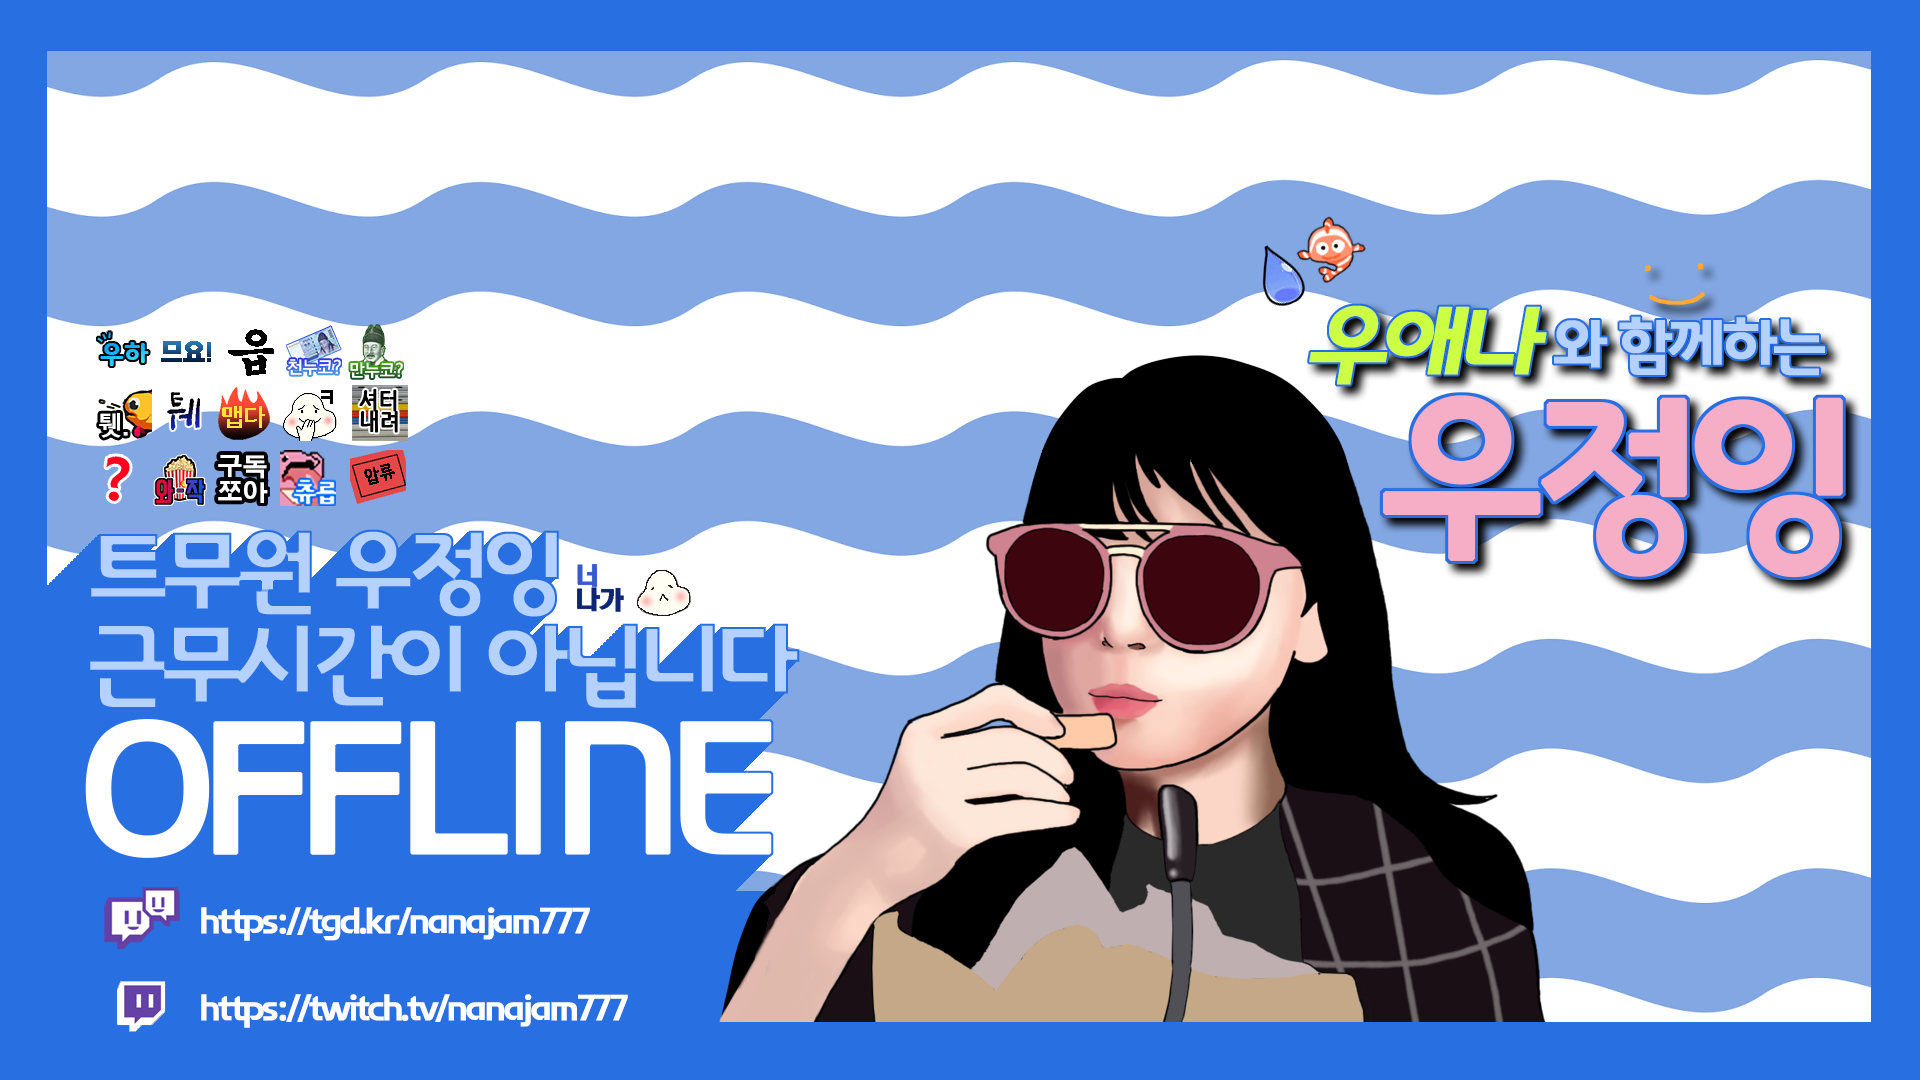 우하 므요! 음 천누코? 만누코?
퉷. 퉤 맵다 ㅋ 셔터
내려
? 와-작 구독
쪼아 츄릅 압류
우애나와 함께하는
우정잉
트무원 우정잉
너
나가
근무시간이 아닙니다
OFFLINE
https://tgd.kr/nanajam777
https://twitch.tv/nanajam777